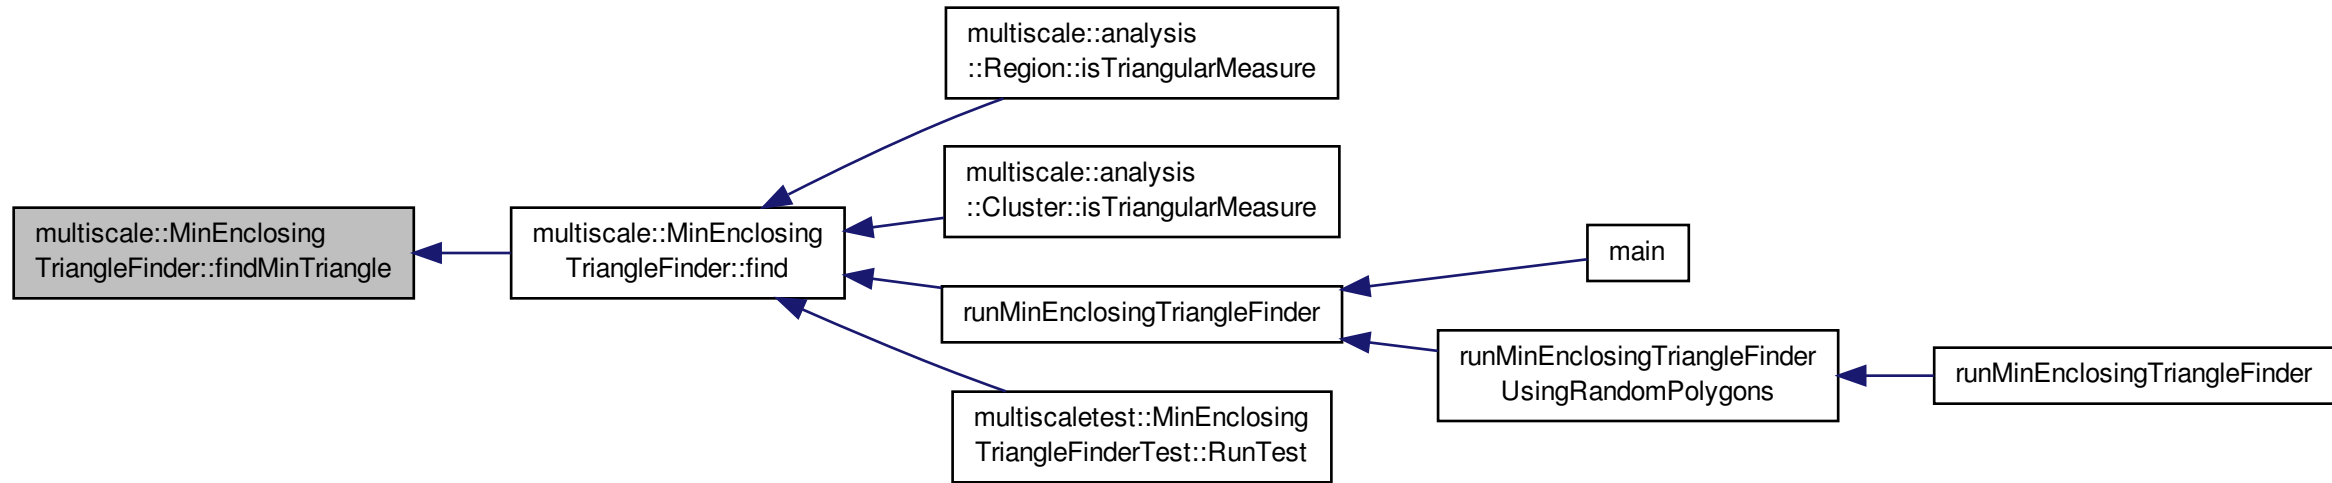 multiscale::MinEnclosing
TriangleFinder::findMinTriangle
multiscale::MinEnclosing
TriangleFinder::find
multiscale::analysis
::Region::isTriangularMeasure
multiscale::analysis
::Cluster::isTriangularMeasure
runMinEnclosingTriangleFinder
multiscaletest::MinEnclosing
TriangleFinderTest::RunTest
main
runMinEnclosingTriangleFinder
UsingRandomPolygons
runMinEnclosingTriangleFinder